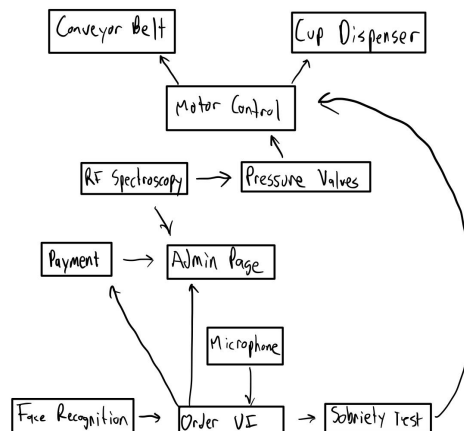 Conveyor Belt
Cup Dispenser
Motor Control
RF Spectroscopy
Pressure Valves
Payment
Admin Page
Microphone
Face Recognition
Order UI
Sobriety Test